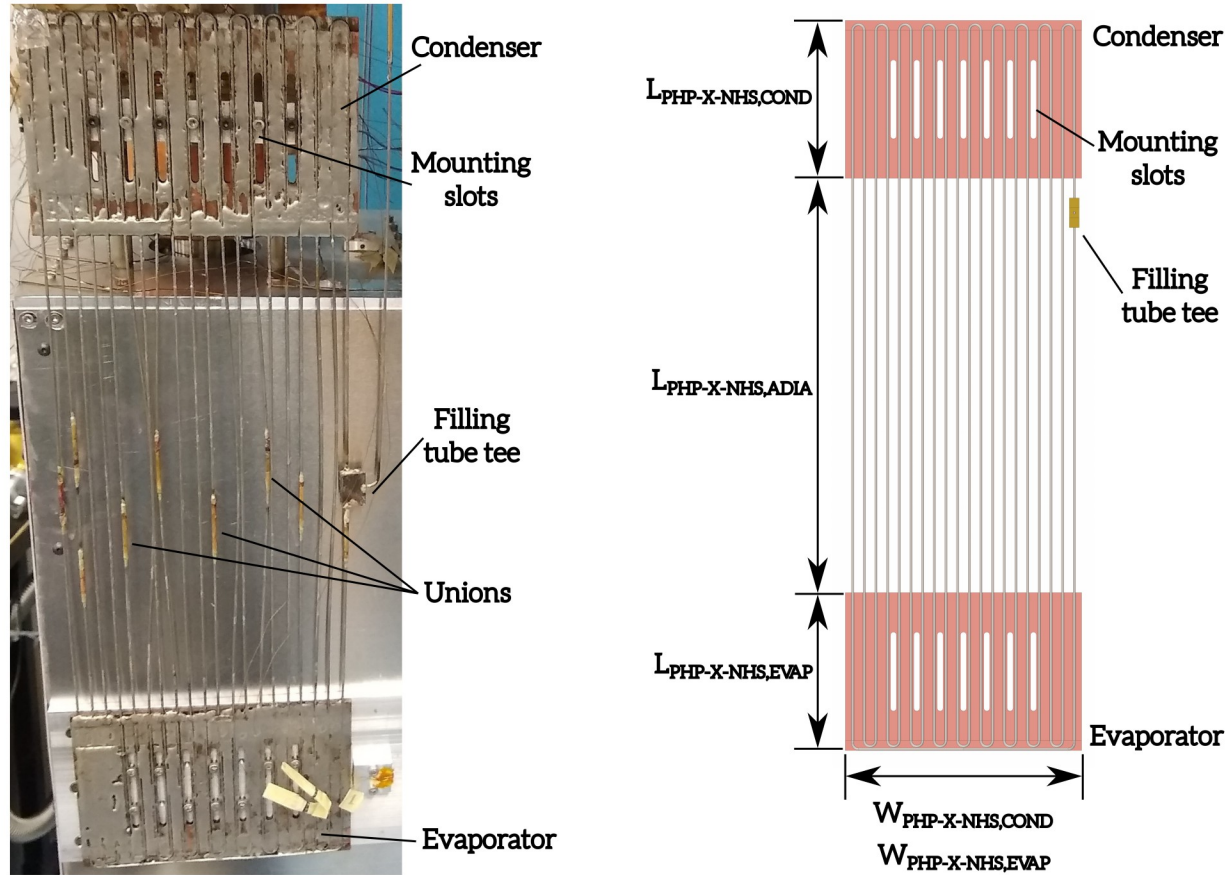 Condenser
Mounting
slots
Filling
tube tee
Unions
Evaporator
Condenser
L_PHP-X-NHS,COND
Mounting
slots
Filling
tube tee
L_PHP-X-NHS,ADIA
L_PHP-X-NHS,EVAP
Evaporator
W_PHP-X-NHS,COND
W_PHP-X-NHS,EVAP